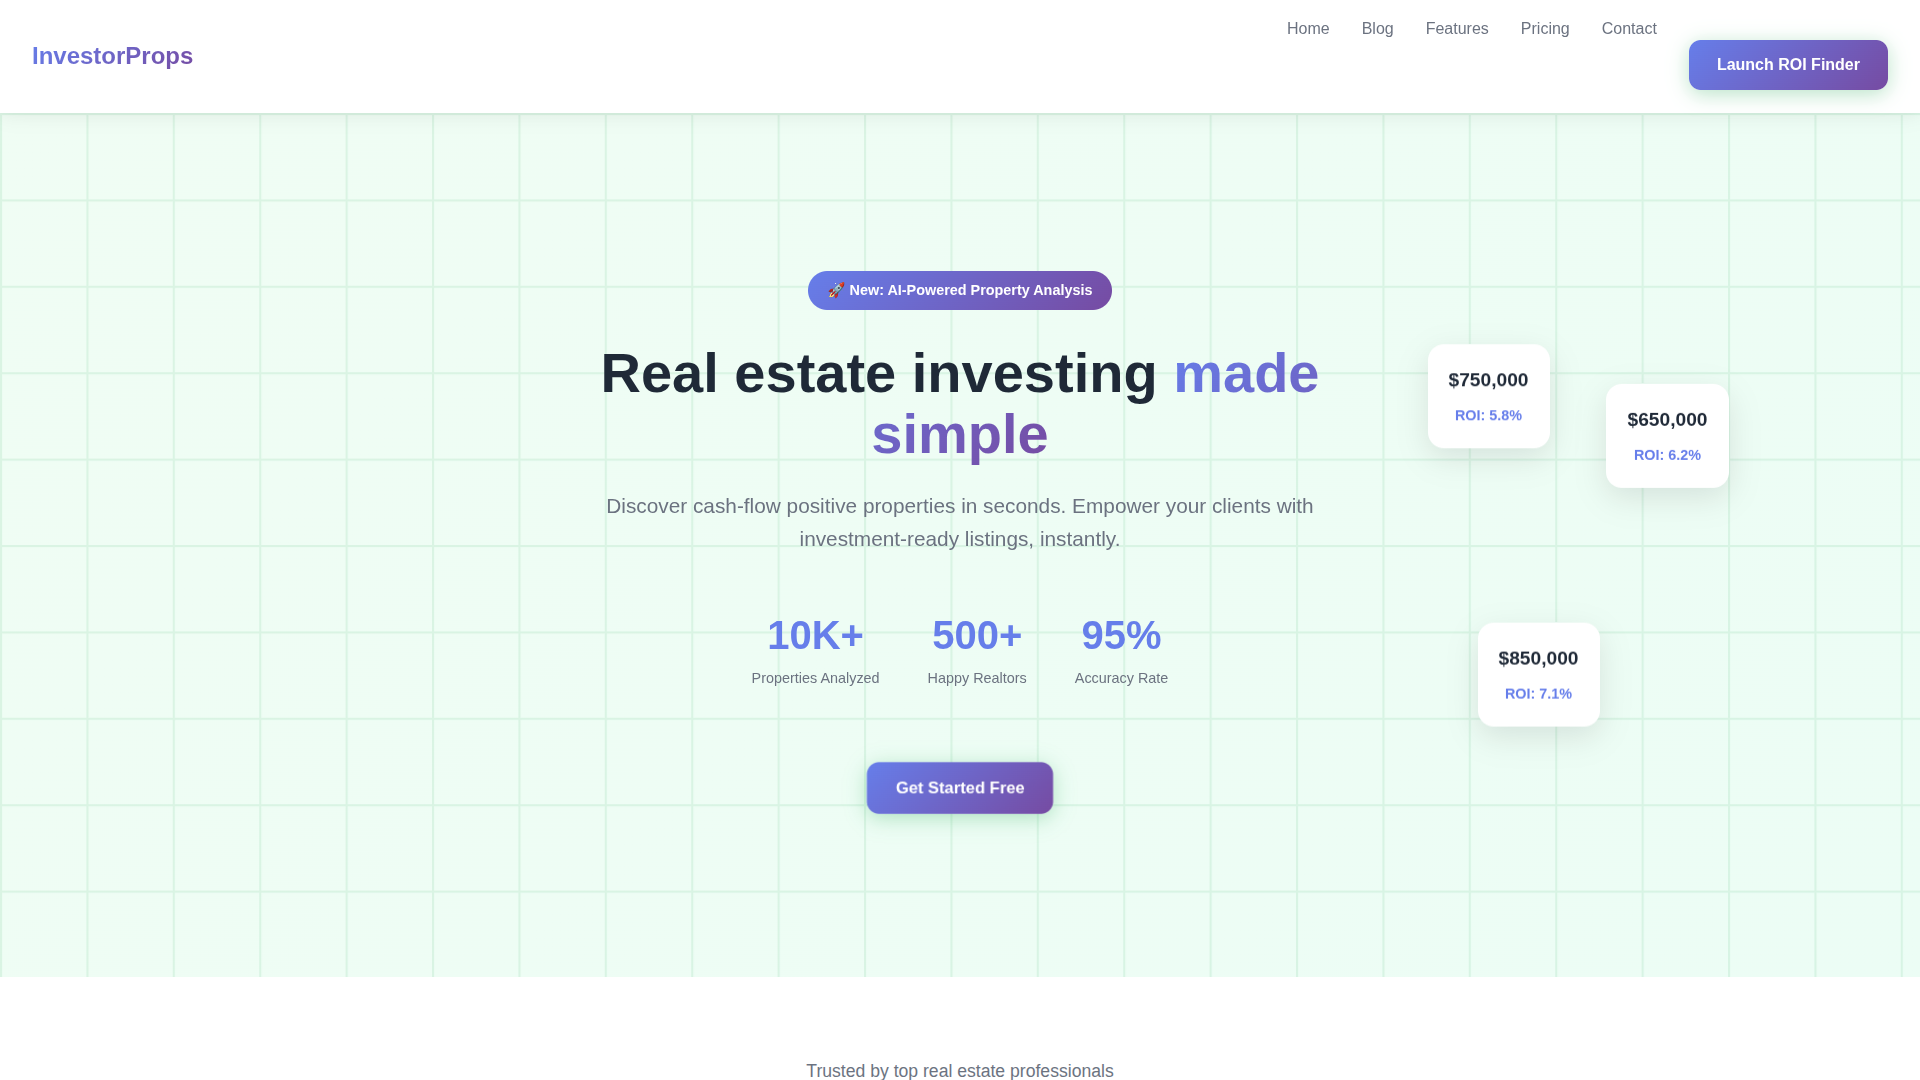 InvestorProps
Home
Blog
Features
Pricing
Contact
Launch ROI Finder
🚀 New: AI-Powered Property Analysis
Real estate investing made
simple
Discover cash-flow positive properties in seconds. Empower your clients with
investment-ready listings, instantly.
10K+
Properties Analyzed
500+
Happy Realtors
95%
Accuracy Rate
Get Started Free
$750,000
ROI: 5.8%
$650,000
ROI: 6.2%
$850,000
ROI: 7.1%
Trusted by top real estate professionals